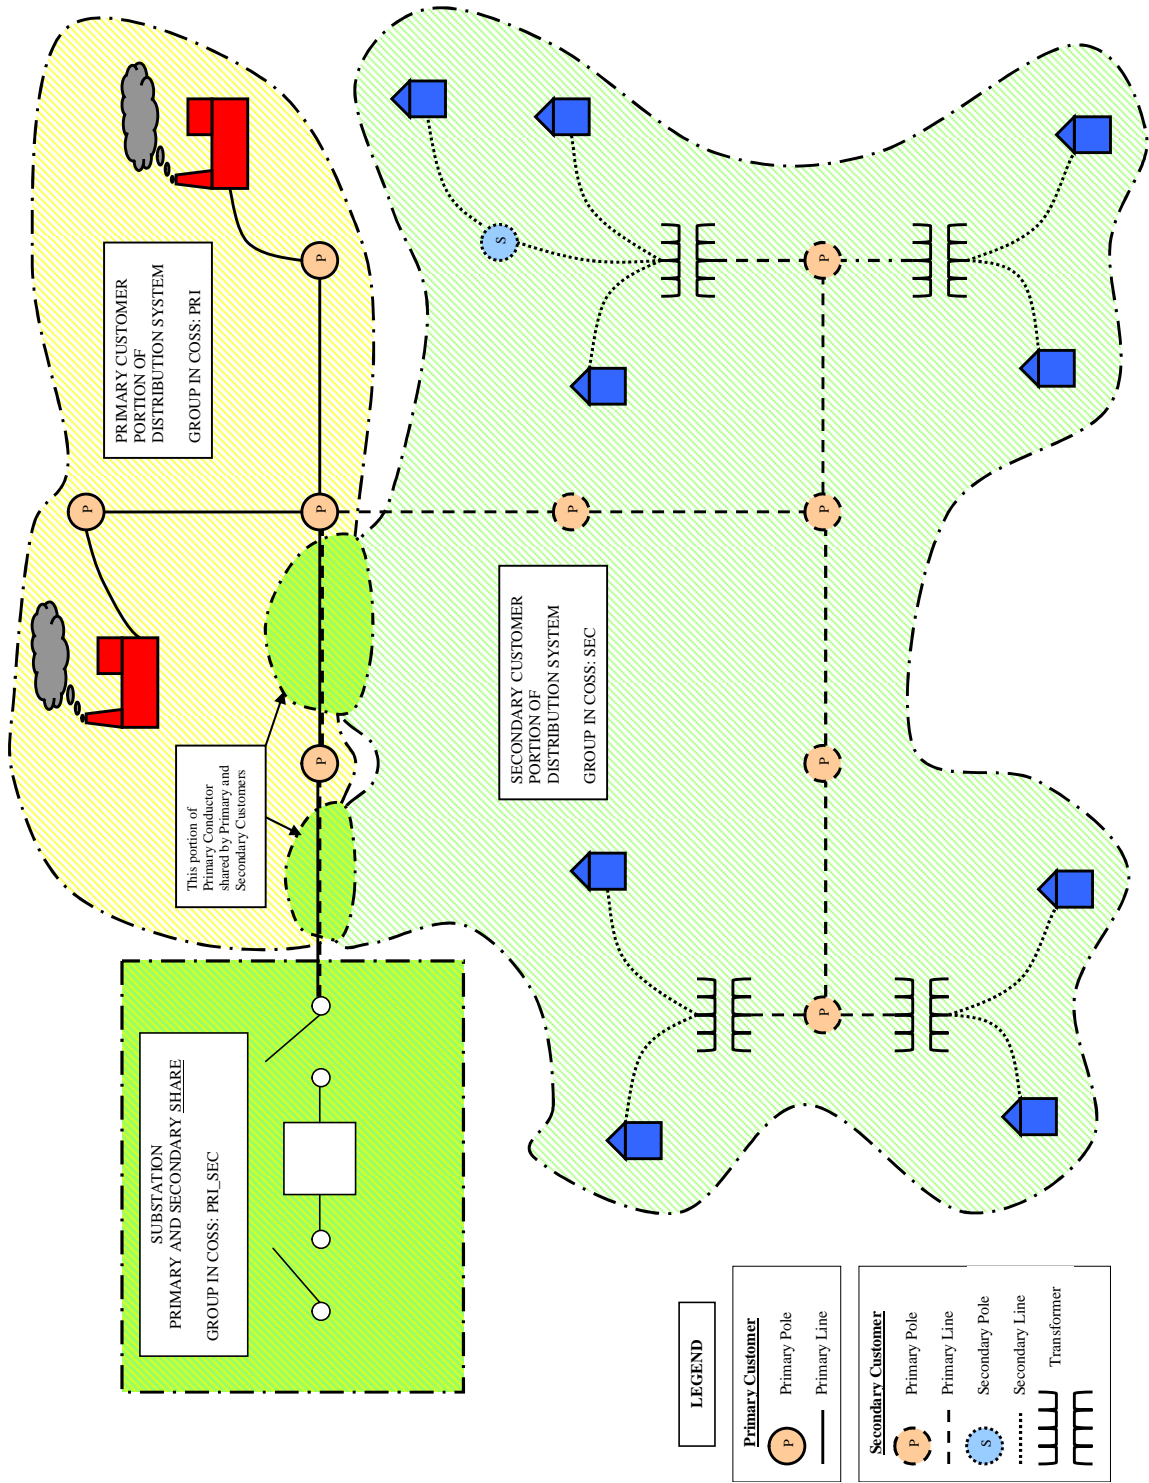 SUBSTATION
PRIMARY AND SECONDARY SHARE
GROUP IN COSS: PRI_SEC
This portion of
Primary Conductor
shared by Primary and
Secondary Customers
PRIMARY CUSTOMER
PORTION OF
DISTRIBUTION SYSTEM
GROUP IN COSS: PRI
P
P
P
P
SECONDARY CUSTOMER
PORTION OF
DISTRIBUTION SYSTEM
GROUP IN COSS: SEC
P
P
P
P
P
S
LEGEND
Primary Customer
P Primary Pole
Primary Line
Secondary Customer
P Primary Pole
Primary Line
S Secondary Pole
Secondary Line
Transformer